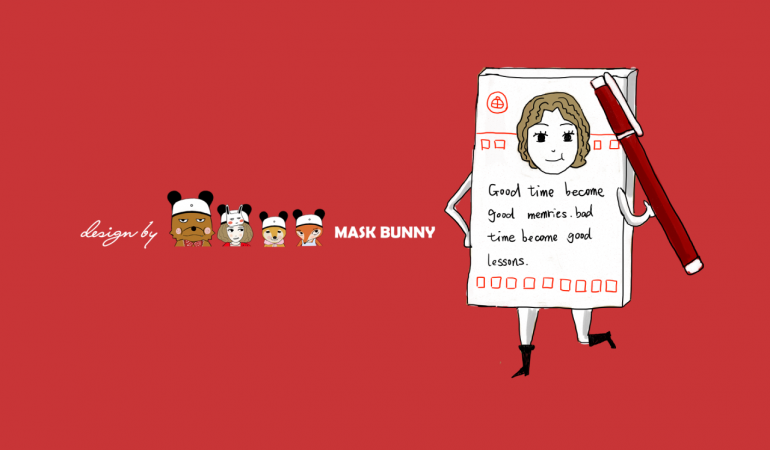 design by MASK BUNNY
Good time become
good memries. bad
time become good
lessons.